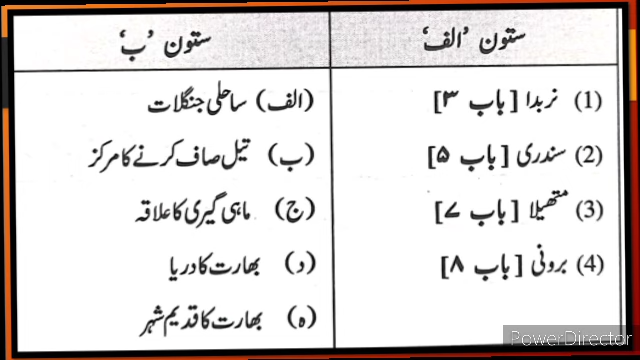 ستون 'الف' ستون 'ب'
(1) نربدا [باب ۳] (الف) ساحلی جنگلات
(2) سندری [باب ۵] (ب) تیل صاف کرنے کا مرکز
(3) متھیلا [باب ۷] (ج) ماہی گیری کا علاقہ
(4) برونی [باب ۸] (د) بھارت کا دریا
(ہ) بھارت کا قدیم شہر
PowerDirector